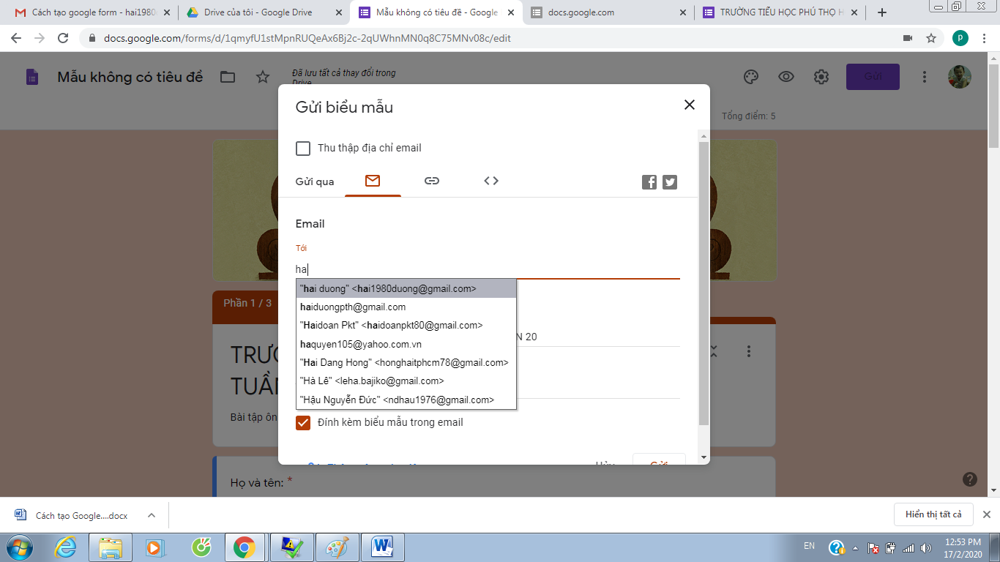 Cách tạo google form - hai1980
Drive của tôi - Google Drive
Mẫu không có tiêu đề - Google
docs.google.com
TRƯỜNG TIỂU HỌC PHÚ THỌ H
docs.google.com/forms/d/1qmyfU1stMpnRUQeAx6Bj2c-2qUWhnMN0q8C75MNv08c/edit
P
Mẫu không có tiêu đề
Đã lưu tất cả thay đổi trong
Drive
Gửi
Tổng điểm: 5
Gửi biểu mẫu
Thu thập địa chỉ email
Gửi qua
Email
Tới
ha
"hai duong" <hai1980duong@gmail.com>
haiduongpth@gmail.com
"Haidoan Pkt" <haidoanpkt80@gmail.com>
haquyen105@yahoo.com.vn
"Hai Dang Hong" <honghaitphcm78@gmail.com>
"Hà Lê" <leha.bajiko@gmail.com>
"Hậu Nguyễn Đức" <ndhau1976@gmail.com>
N 20
Đính kèm biểu mẫu trong email
Hủy
Gửi
Phần 1 / 3
TRƯ
TUẦN
Bài tập ôn
Họ và tên: *
Cách tạo Google....docx
Hiển thị tất cả
EN
12:53 PM
17/2/2020